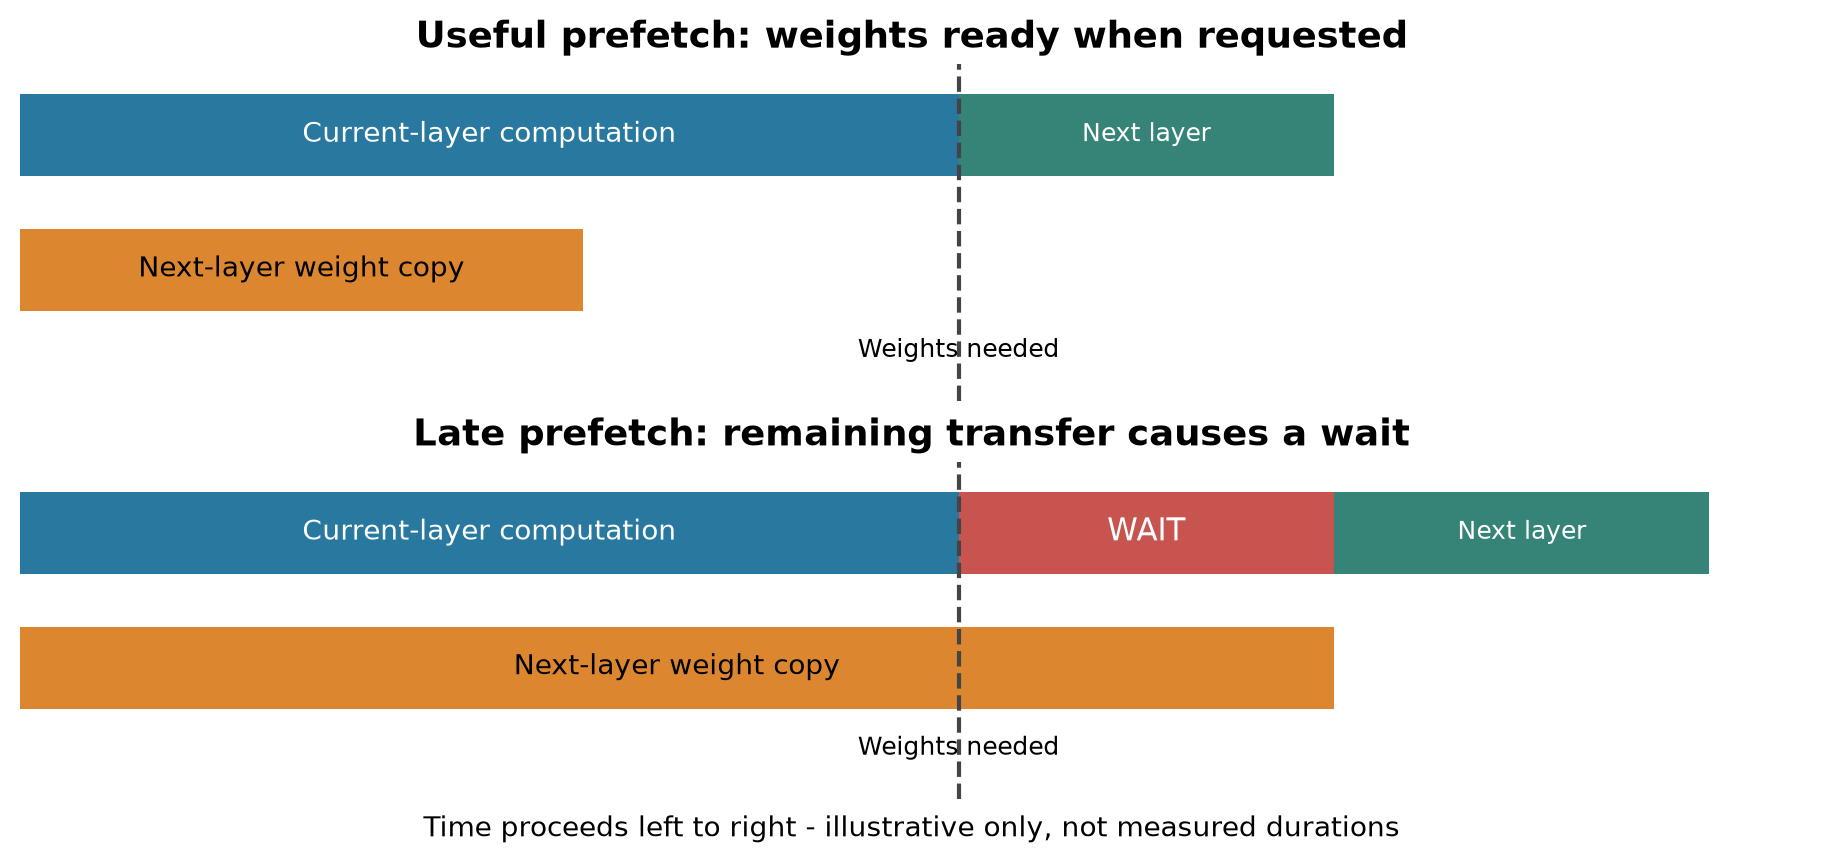 Useful prefetch: weights ready when requested
Current-layer computation
Next layer
Next-layer weight copy
Weights needed
Late prefetch: remaining transfer causes a wait
Current-layer computation
WAIT
Next layer
Next-layer weight copy
Weights needed
Time proceeds left to right - illustrative only, not measured durations